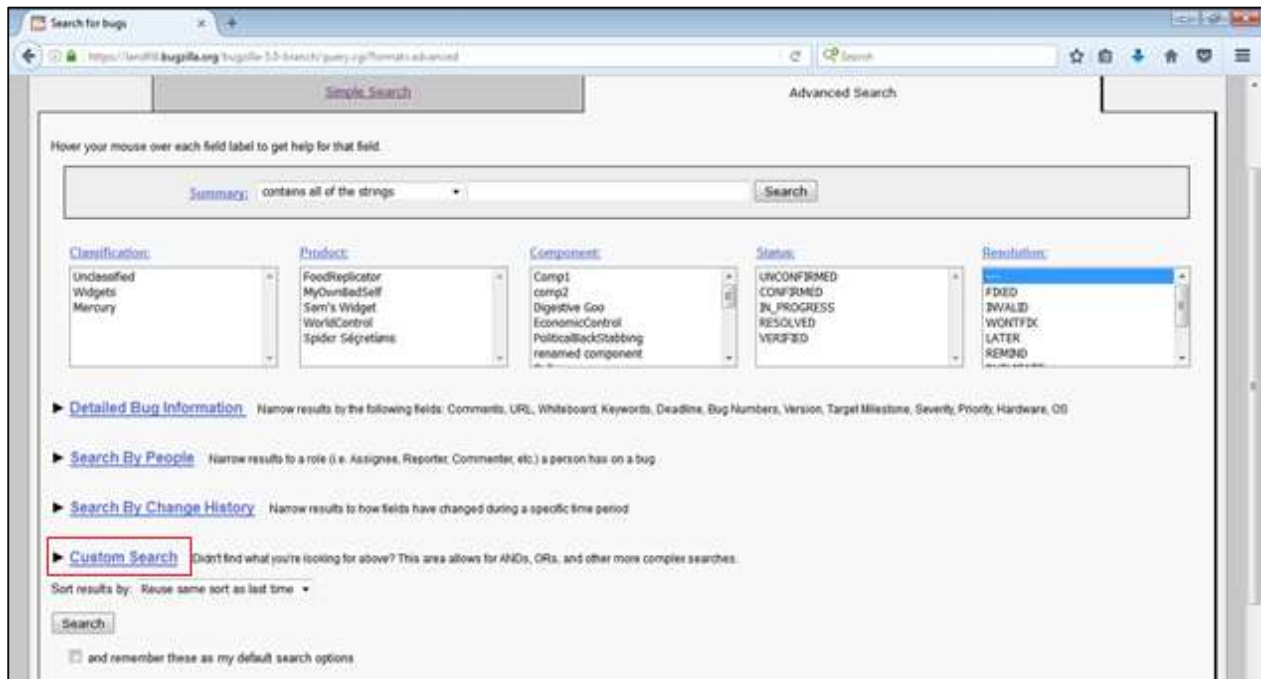 Search for bugs
https://landfill.bugzilla.org/bugzilla-5.0-branch/query.cgi?format=advanced
Search
Simple Search
Advanced Search
Hover your mouse over each field label to get help for that field.
Summary: contains all of the strings
Search
Classification: Product: Component: Status: Resolution:
Unclassified FoodReplicator Comp1 UNCONFIRMED ---
Widgets MyOwnBadSelf comp2 CONFIRMED FIXED
Mercury Sam's Widget Digestive Goo IN_PROGRESS INVALID
WorldControl EconomicControl RESOLVED WONTFIX
Spider Séçretíøns PoliticalBackStabbing VERIFIED LATER
renamed component REMIND
Detailed Bug Information Narrow results by the following fields: Comments, URL, Whiteboard, Keywords, Deadline, Bug Numbers, Version, Target Milestone, Severity, Priority, Hardware, OS
Search By People Narrow results to a role (i.e. Assignee, Reporter, Commenter, etc.) a person has on a bug
Search By Change History Narrow results to how fields have changed during a specific time period
Custom Search Didn't find what you're looking for above? This area allows for ANDs, ORs, and other more complex searches.
Sort results by: Reuse same sort as last time
Search
and remember these as my default search options